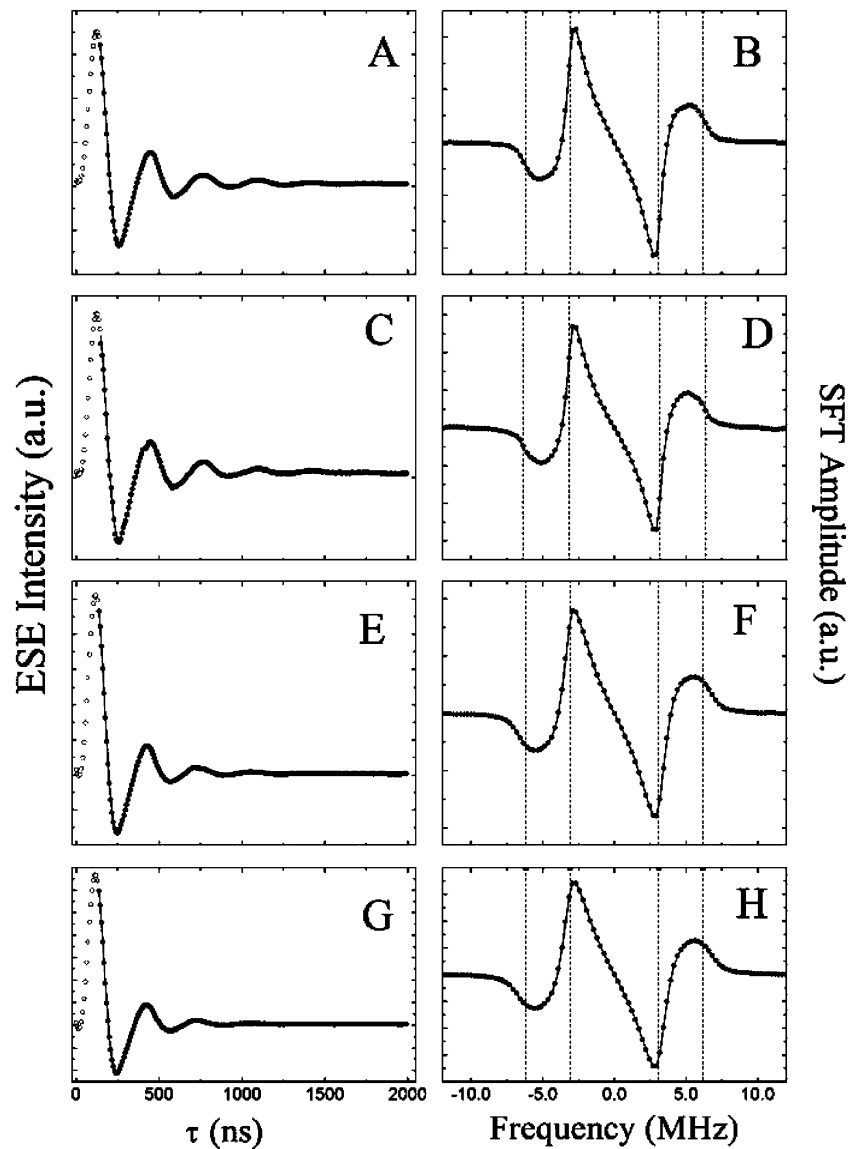 A
B
C
D
E
F
G
H
ESE Intensity (a.u.)
SFT Amplitude (a.u.)
0 500 1000 1500 2000
-10.0 -5.0 0.0 5.0 10.0
τ (ns)
Frequency (MHz)